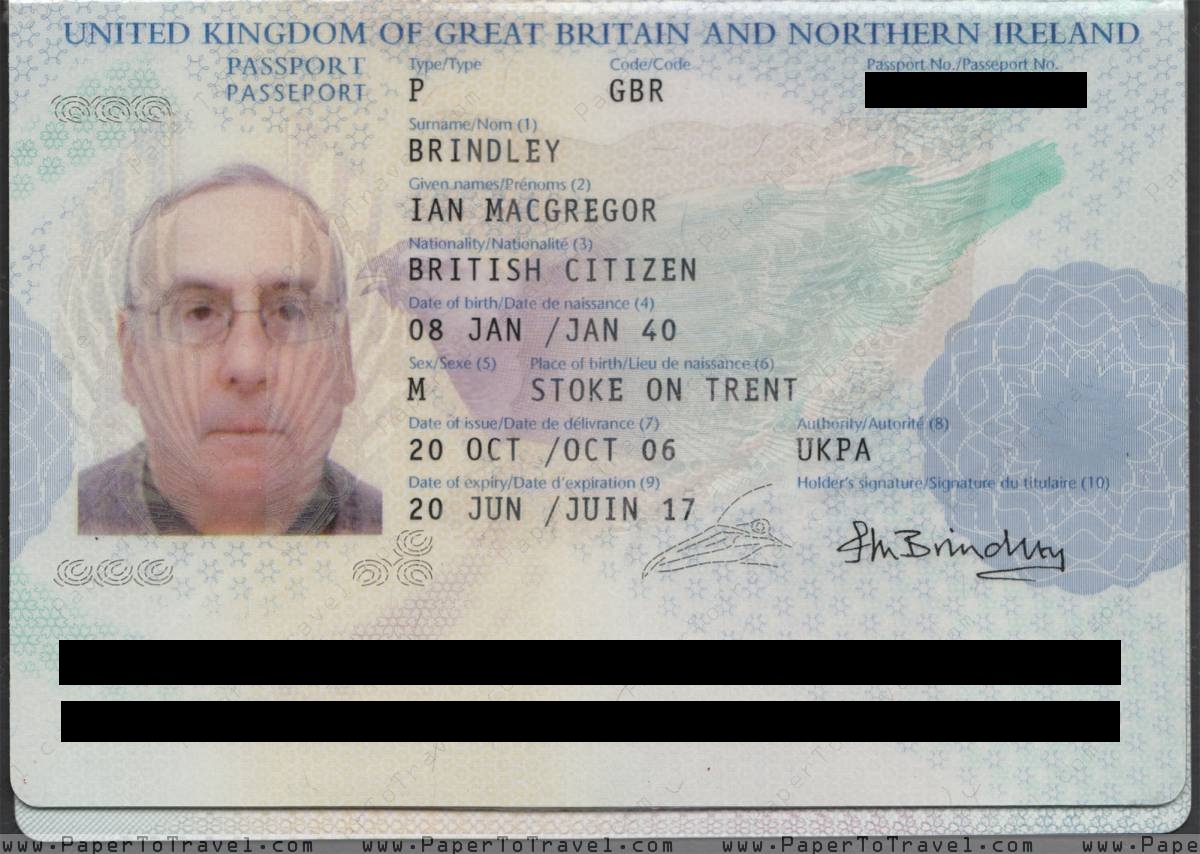 UNITED KINGDOM OF GREAT BRITAIN AND NORTHERN IRELAND
PASSPORT
PASSEPORT
Type/Type
P
Code/Code
GBR
Passport No./Passeport No.
Surname/Nom (1)
BRINDLEY
Given names/Prénoms (2)
IAN MACGREGOR
Nationality/Nationalité (3)
BRITISH CITIZEN
Date of birth/Date de naissance (4)
08 JAN /JAN 40
Sex/Sexe (5) Place of birth/Lieu de naissance (6)
M STOKE ON TRENT
Date of issue/Date de délivrance (7) Authority/Autorité (8)
20 OCT /OCT 06 UKPA
Date of expiry/Date d'expiration (9) Holder's signature/Signature du titulaire (10)
20 JUN /JUIN 17
Brindley
www.PaperToTravel.com www.PaperToTravel.com www.PaperToTravel.com www.Pape